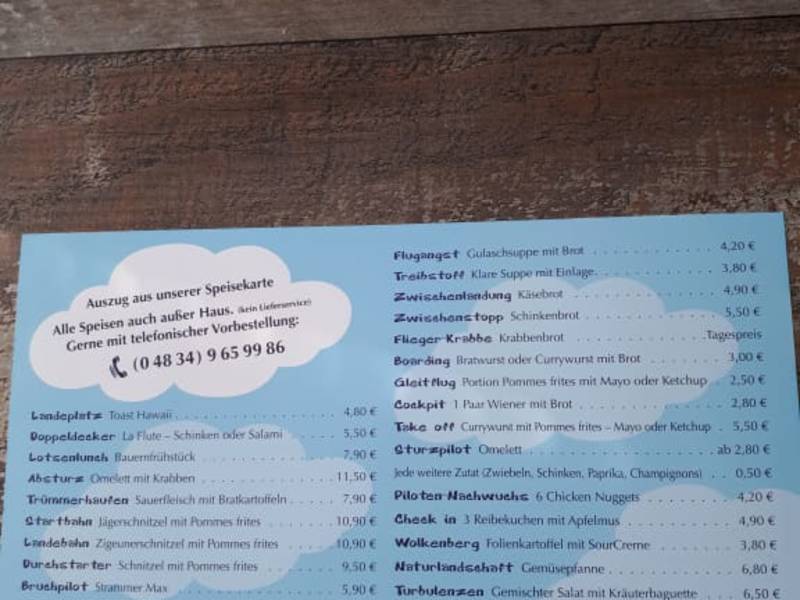 Auszug aus unserer Speisekarte
Alle Speisen auch außer Haus. (kein Lieferservice)
Gerne mit telefonischer Vorbestellung:
(0 48 34) 9 65 99 86
Landeplatz Toast Hawaii . . . . . . . . . . . . . . . . 4,80 €
Doppeldecker La Flute – Schinken oder Salami . . . . . 5,50 €
Lotsenlunch Bauernfrühstück . . . . . . . . . . . . . . 7,90 €
Absturz Omelett mit Krabben . . . . . . . . . . . . . 11,50 €
Trümmerhaufen Sauerfleisch mit Bratkartoffeln . . . . . 7,90 €
Startbahn Jägerschnitzel mit Pommes frites . . . . . . 10,90 €
Landebahn Zigeunerschnitzel mit Pommes frites . . . . . 10,90 €
Durchstarter Schnitzel mit Pommes frites . . . . . . . 9,50 €
Bruchpilot Strammer Max . . . . . . . . . . . . . . . 5,90 €
Flugangst Gulaschsuppe mit Brot . . . . . . . . . . . . 4,20 €
Treibstoff Klare Suppe mit Einlage. . . . . . . . . . . 3,80 €
Zwischenlandung Käsebrot . . . . . . . . . . . . . . 4,90 €
Zwischenstopp Schinkenbrot . . . . . . . . . . . . . 5,50 €
Flieger Krabbe Krabbenbrot . . . . . . . . . . . . Tagespreis
Boarding Bratwurst oder Currywurst mit Brot . . . . . . 3,00 €
Gleitflug Portion Pommes frites mit Mayo oder Ketchup . 2,50 €
Cockpit 1 Paar Wiener mit Brot . . . . . . . . . . . . 2,80 €
Take off Currywurst mit Pommes frites – Mayo oder Ketchup . 5,50 €
Sturzpilot Omelett . . . . . . . . . . . . . . . . . ab 2,80 €
Jede weitere Zutat (Zwiebeln, Schinken, Paprika, Champignons) . . 0,50 €
Piloten-Nachwuchs 6 Chicken Nuggets . . . . . . . . . 4,20 €
Check in 3 Reibekuchen mit Apfelmus . . . . . . . . . . 4,90 €
Wolkenberg Folienkartoffel mit SourCreme . . . . . . . 3,80 €
Naturlandschaft Gemüsepfanne . . . . . . . . . . . . 6,80 €
Turbulenzen Gemischter Salat mit Kräuterbaguette . . . 6,50 €